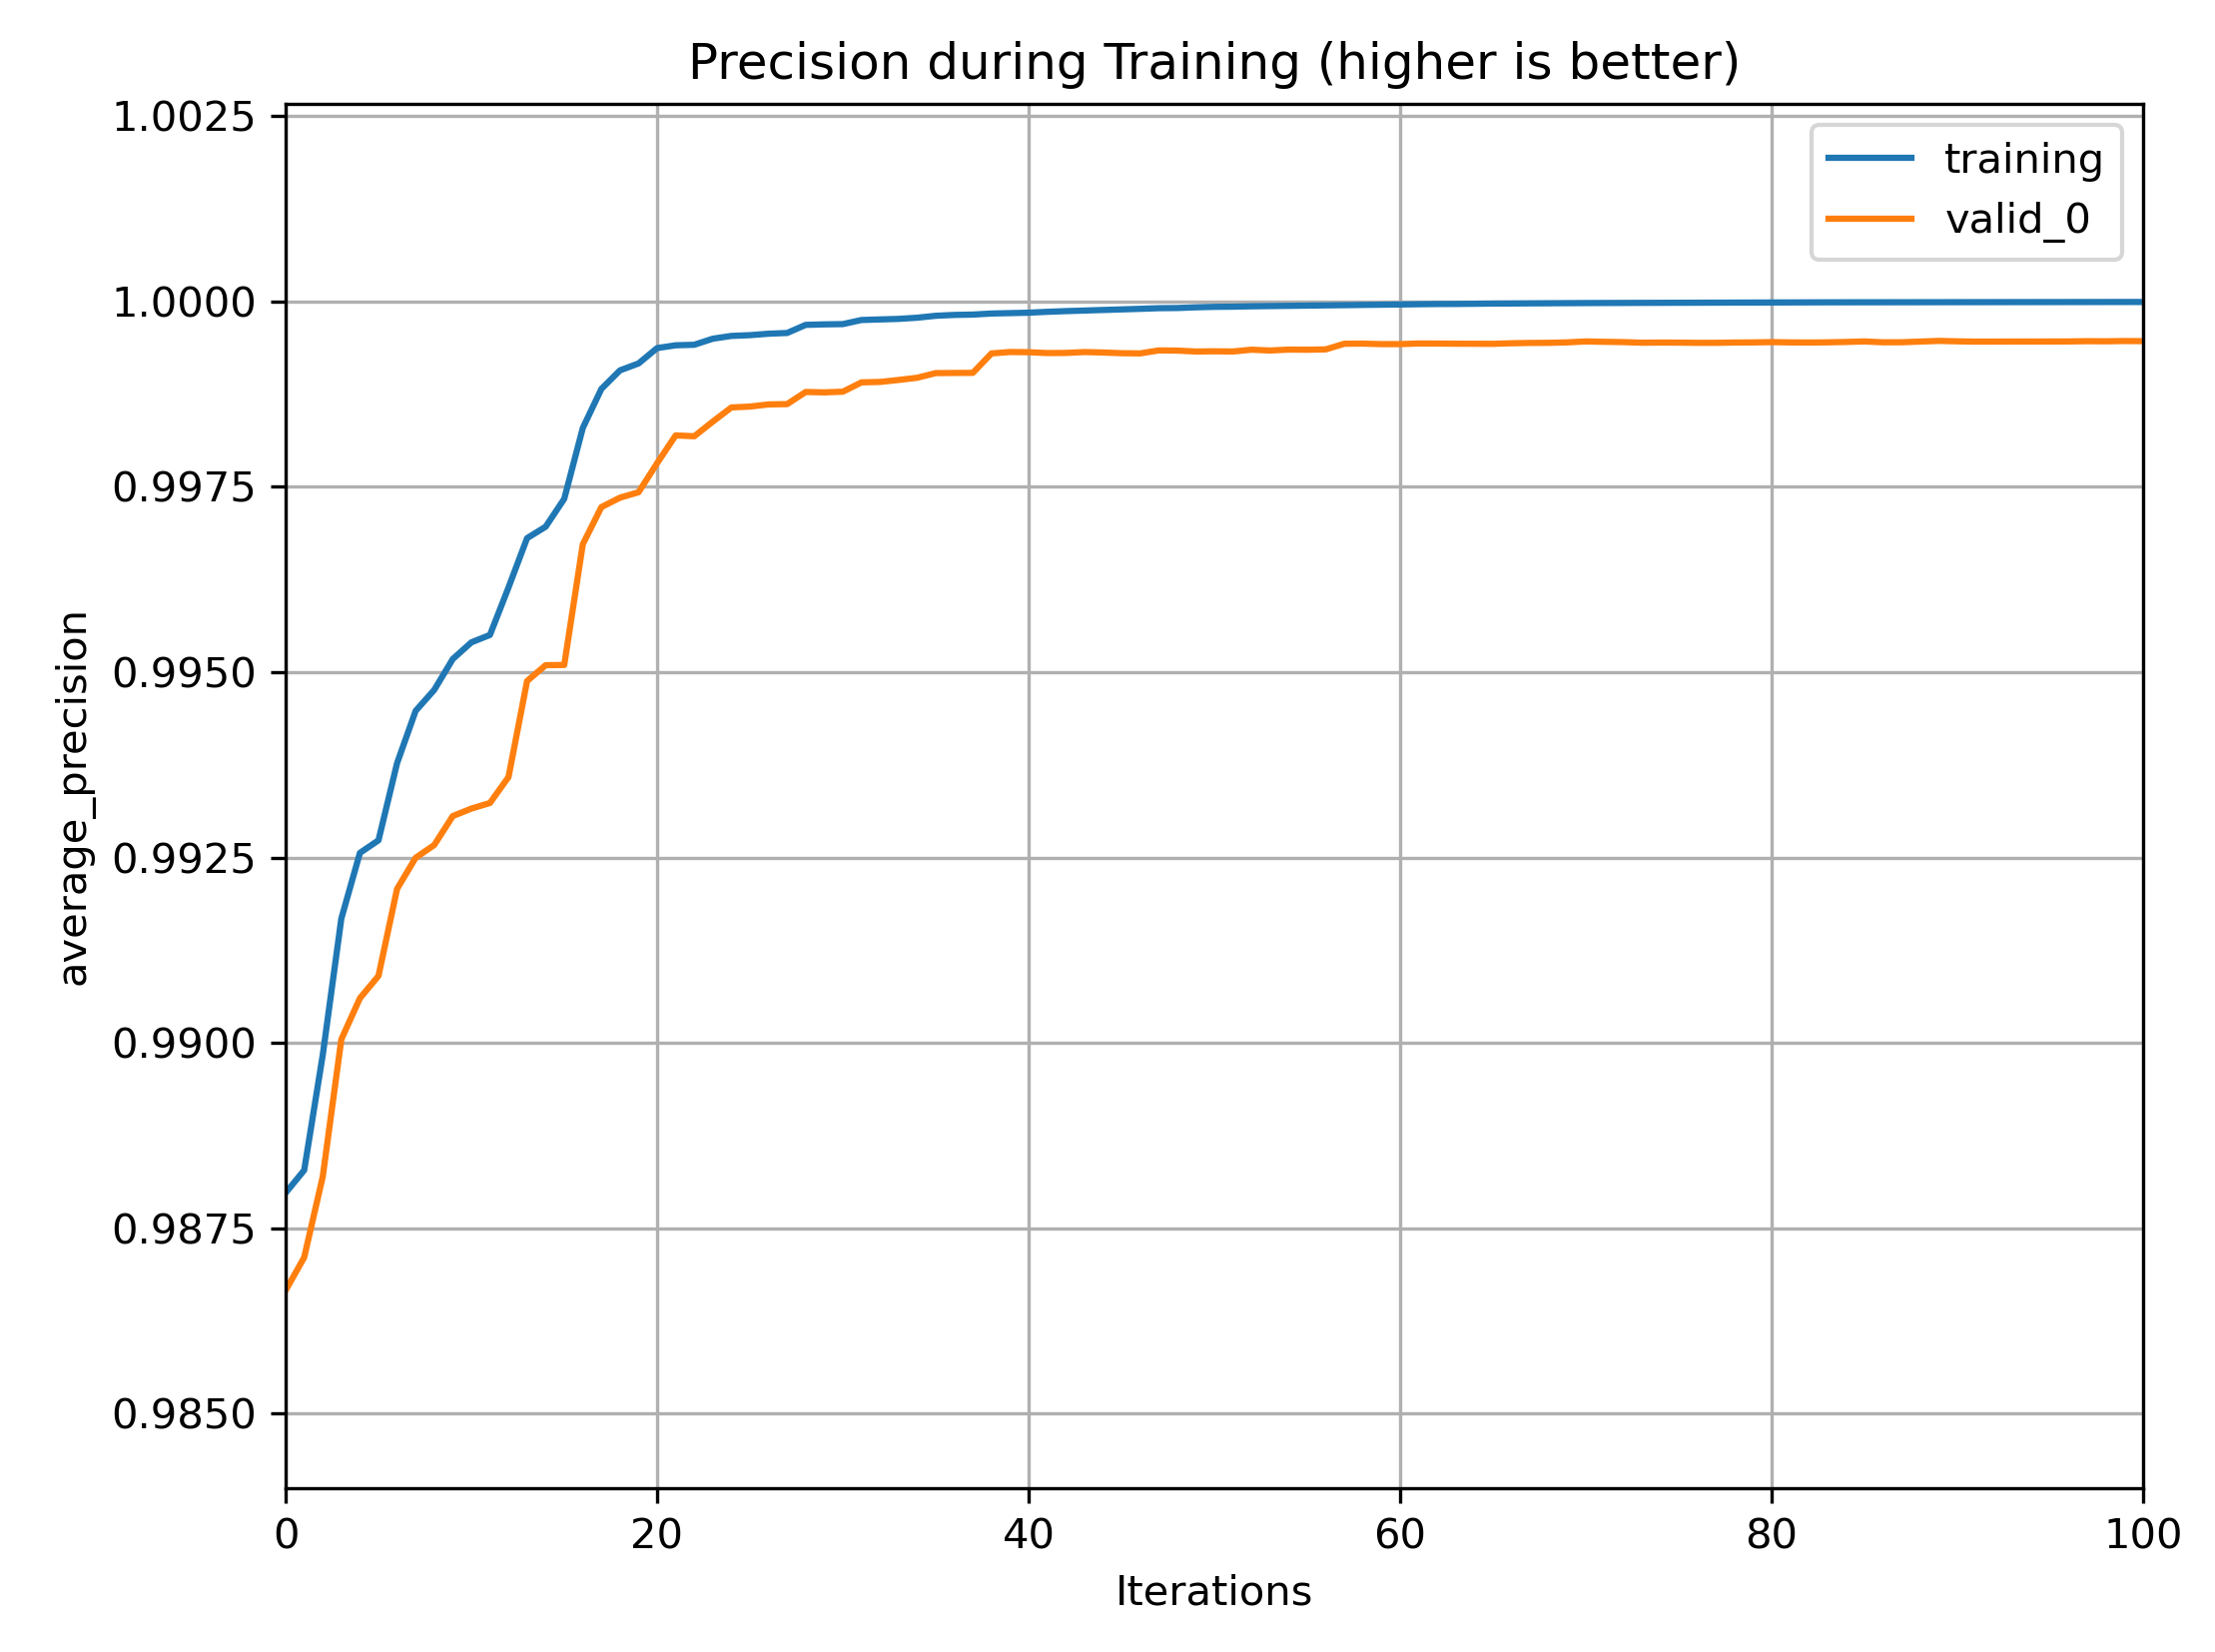 Precision during Training (higher is better)
1.0025
1.0000
0.9975
0.9950
0.9925
0.9900
0.9875
0.9850
average_precision
training
valid_0
0 20 40 60 80 100
Iterations